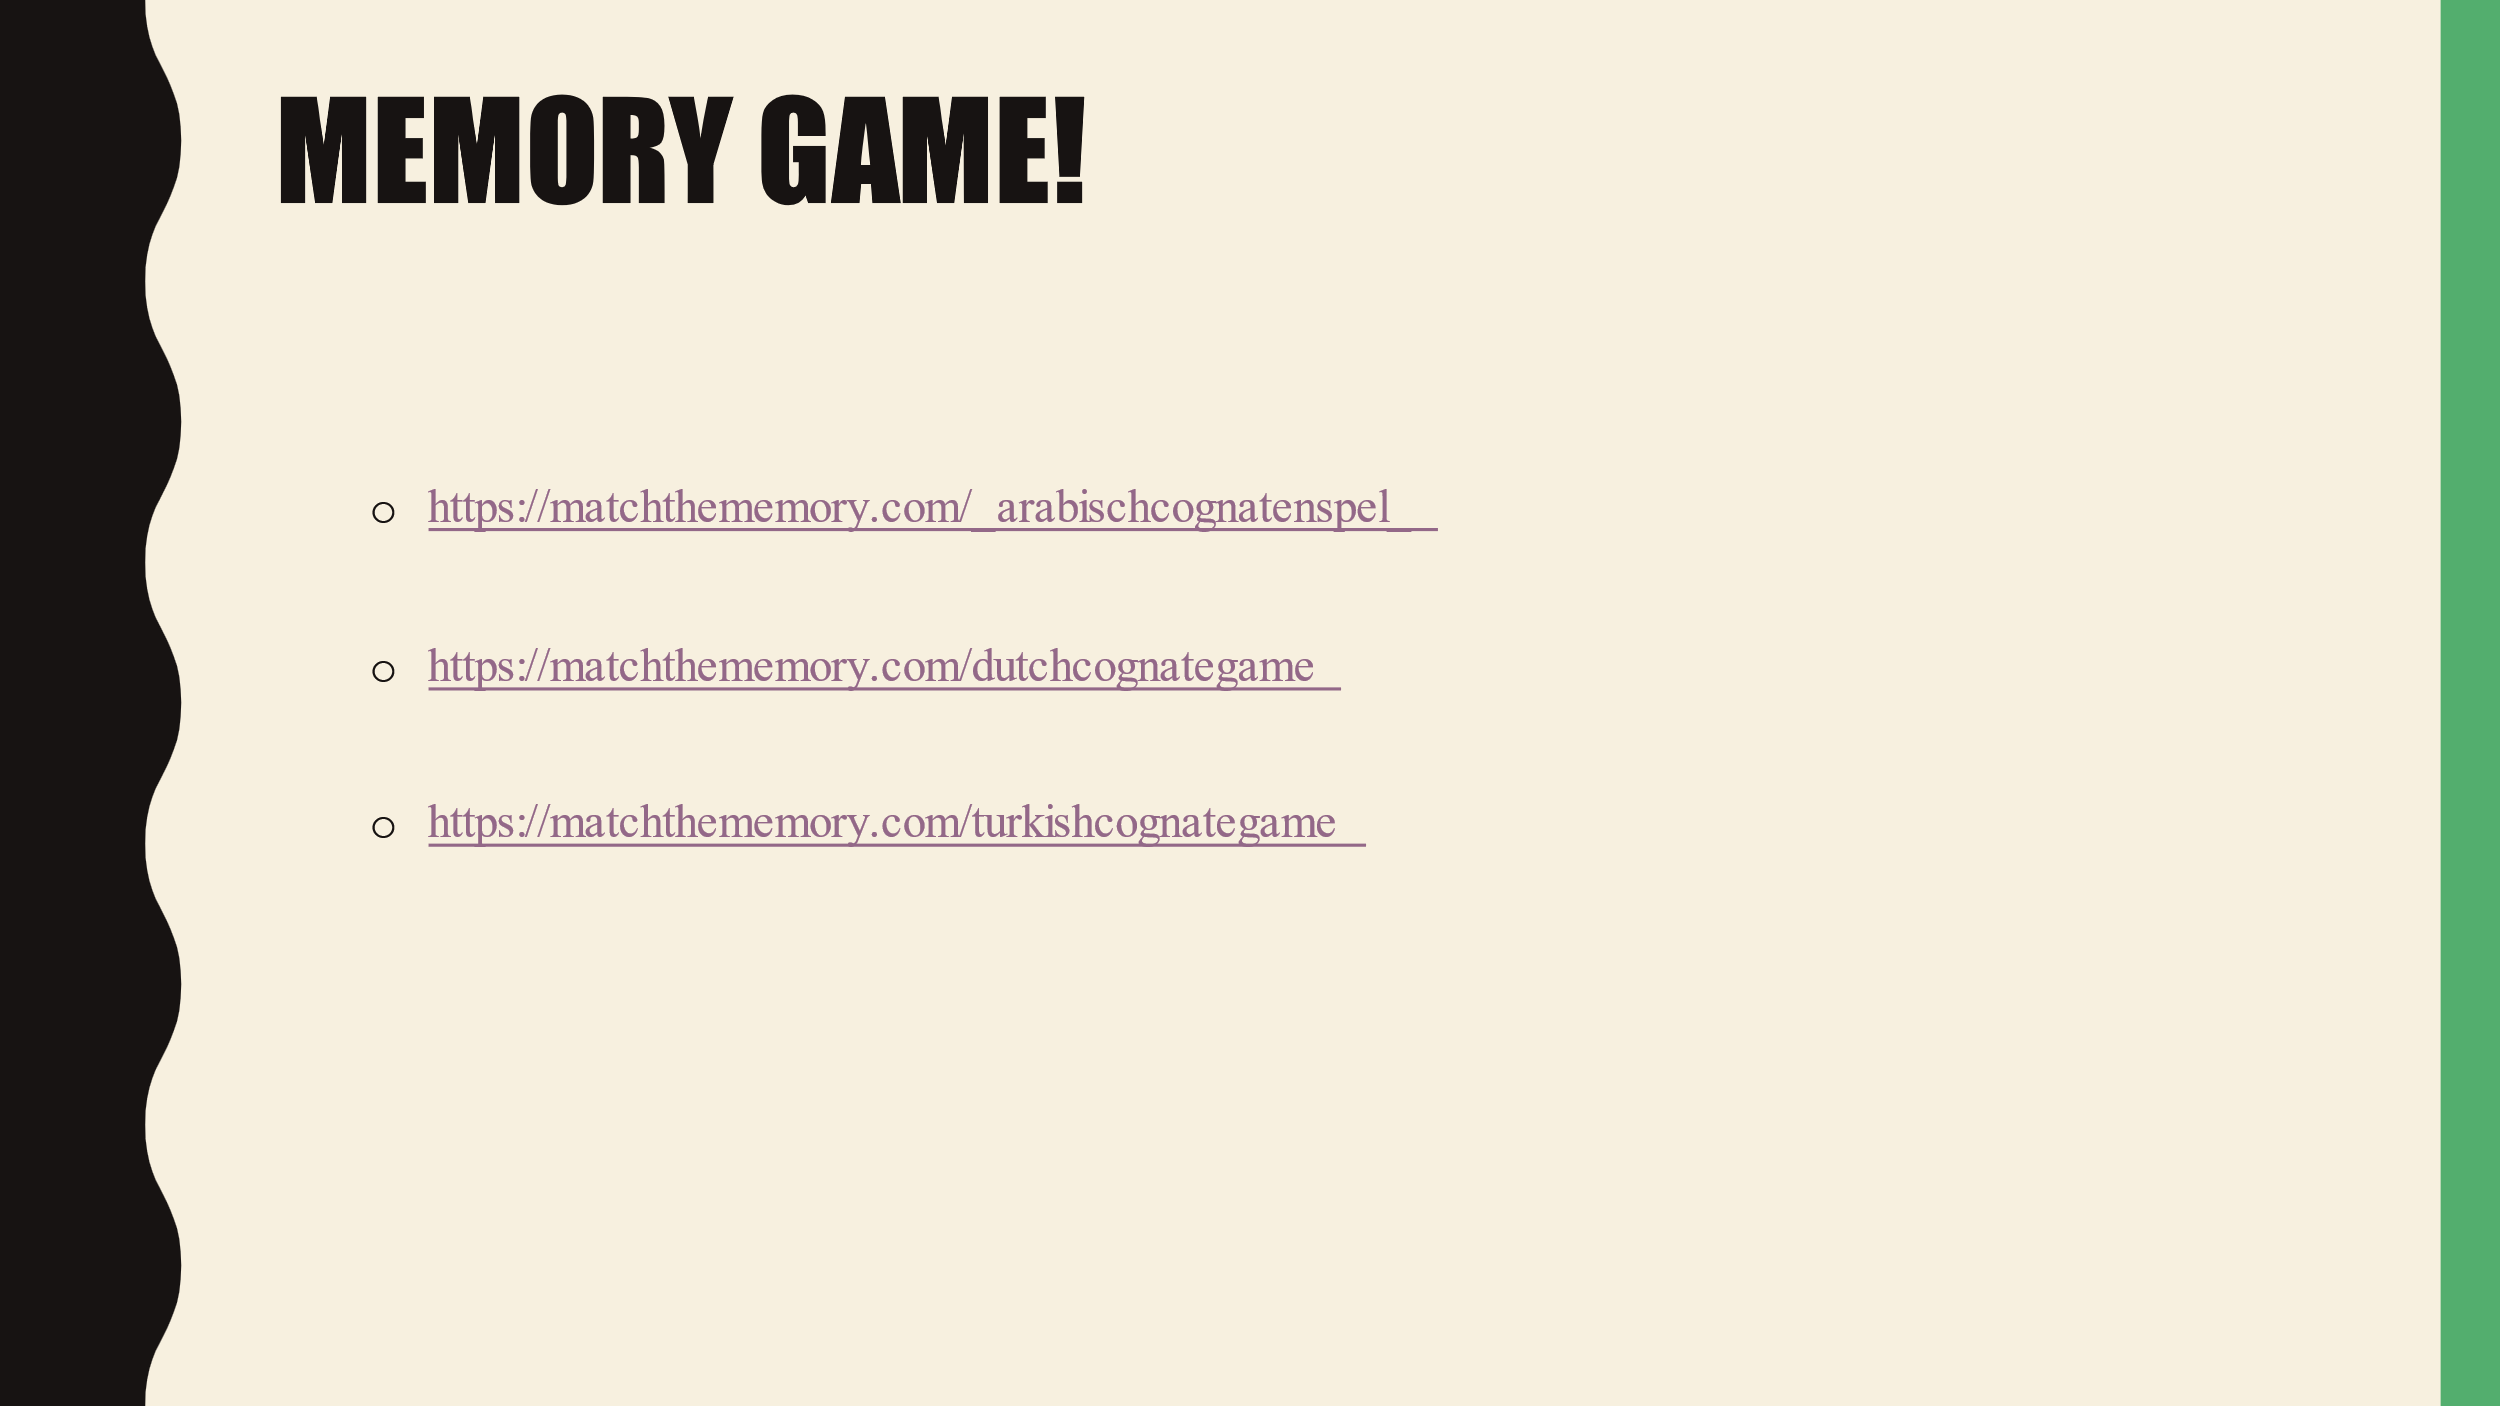 MEMORY GAME!
https://matchthememory.com/_arabischcognatenspel_
https://matchthememory.com/dutchcognategame
https://matchthememory.com/turkishcognategame